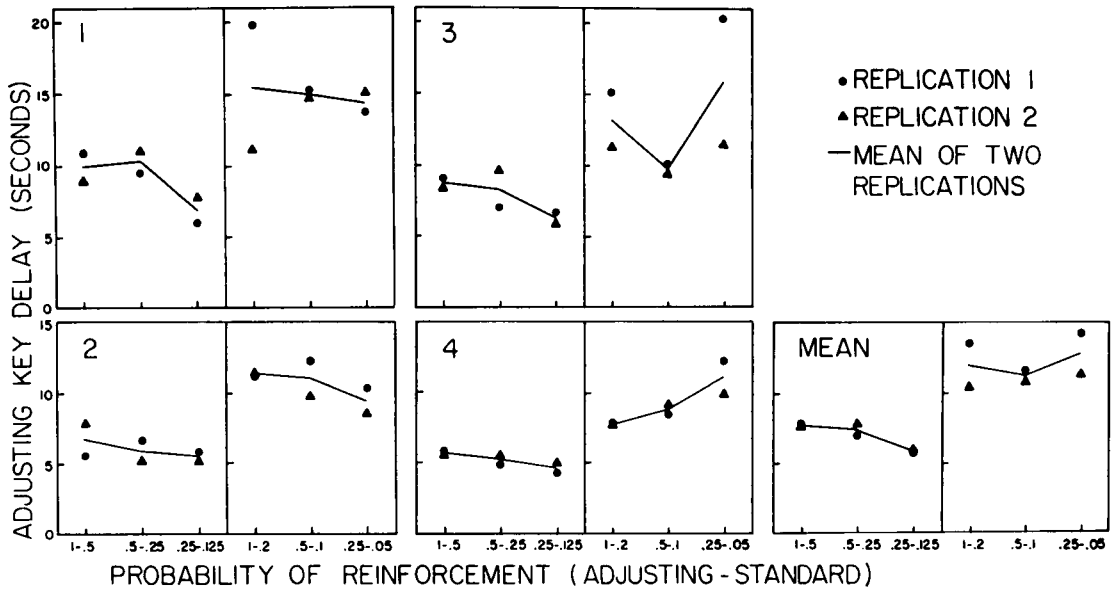 1
3
20
15
10
5
0
● REPLICATION 1
▲ REPLICATION 2
— MEAN OF TWO
REPLICATIONS
ADJUSTING KEY DELAY (SECONDS)
2
4
MEAN
15
10
5
0
1-.5 .5-.25 .25-.125 1-.2 .5-.1 .25-.05 1-.5 .5-.25 .25-.125 1-.2 .5-.1 .25-.05 1-.5 .5-.25 .25-.125 1-.2 .5-.1 .25-.05
PROBABILITY OF REINFORCEMENT (ADJUSTING-STANDARD)